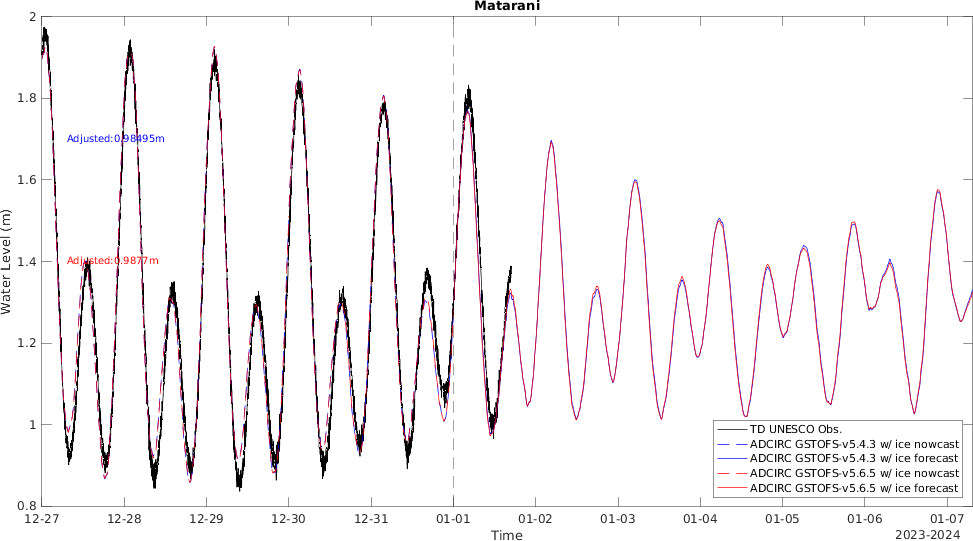 Matarani
Water Level (m)
2
1.8
1.6
1.4
1.2
1
0.8
Adjusted:0.98495m
Adjusted:0.9877m
TD UNESCO Obs.
ADCIRC GSTOFS-v5.4.3 w/ ice nowcast
ADCIRC GSTOFS-v5.4.3 w/ ice forecast
ADCIRC GSTOFS-v5.6.5 w/ ice nowcast
ADCIRC GSTOFS-v5.6.5 w/ ice forecast
12-27 12-28 12-29 12-30 12-31 01-01 01-02 01-03 01-04 01-05 01-06 01-07
Time
2023-2024